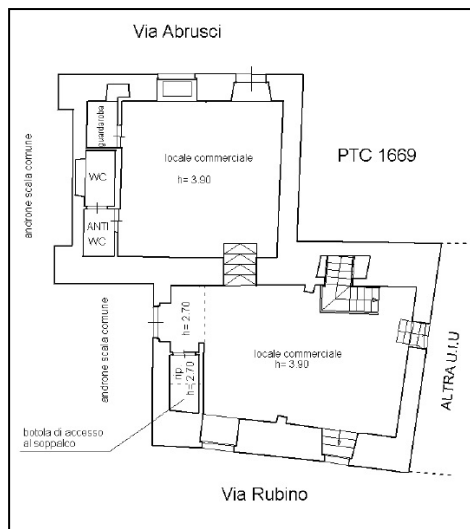 Via Abrusci
guardaroba
locale commerciale
h= 3.90
PTC 1669
androne scala comune
WC
ANTI
WC
h= 2.70
androne scala comune
locale commerciale
h= 3.90
rip
h= 2.70
ALTRA U.I.U
botola di accesso
al soppalco
Via Rubino